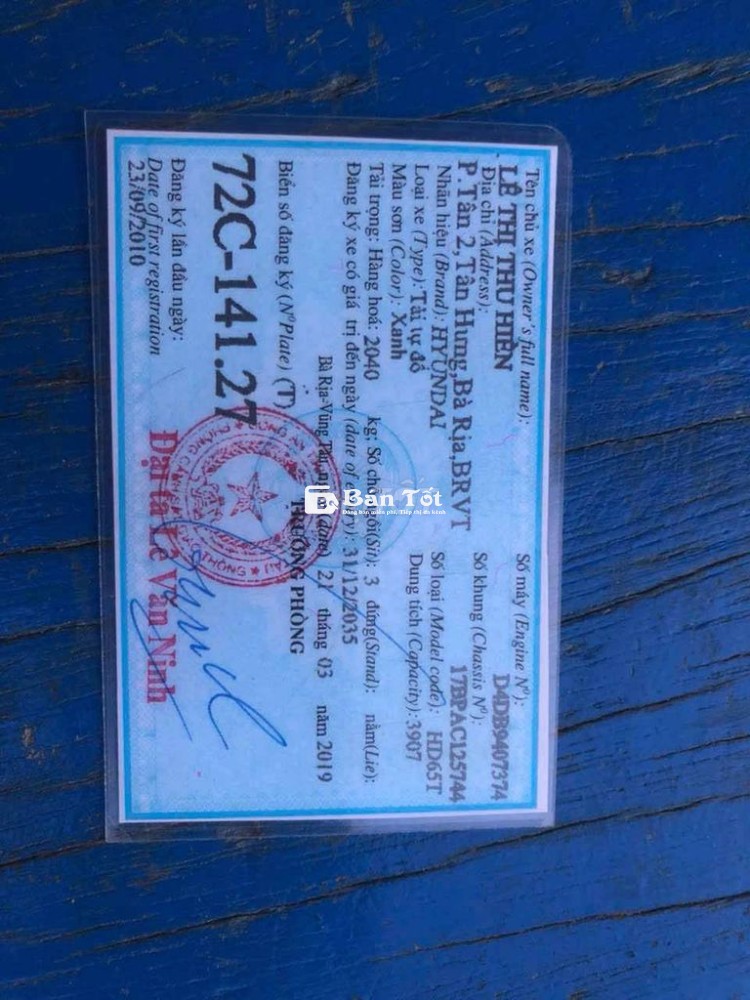 Tên chủ xe (Owner's full name):
LÊ THỊ THU HIỀN
Địa chỉ (Address):
P.Tân 2,Tân Hưng,Bà Rịa,BRVT
Nhãn hiệu (Brand): HYUNDAI
Loại xe (Type): Tải tự đổ
Màu sơn (Color): Xanh
Số máy (Engine Nº):
D4DB9407374
Số khung (Chassis Nº):
17BPAC125744
Số loại (Model code): HD65T
Dung tích (Capacity): 3907
Tải trọng: Hàng hoá: 2040 kg; Số chỗ: (Sit): 3 đứng(Stand): nằm(Lie):
Đăng ký xe có giá trị đến ngày (date of expiry) 31/12/2035
Bà Rịa-Vũng Tàu, (date) 21 tháng 03 năm 2019
Biển số đăng ký (NºPlate) (T)
TRƯỞNG PHÒNG
72C-141.27
Đăng ký lần đầu ngày:
Date of first registration
23/09/2010
Đại tá Lê Văn Ninh
Bán Tốt